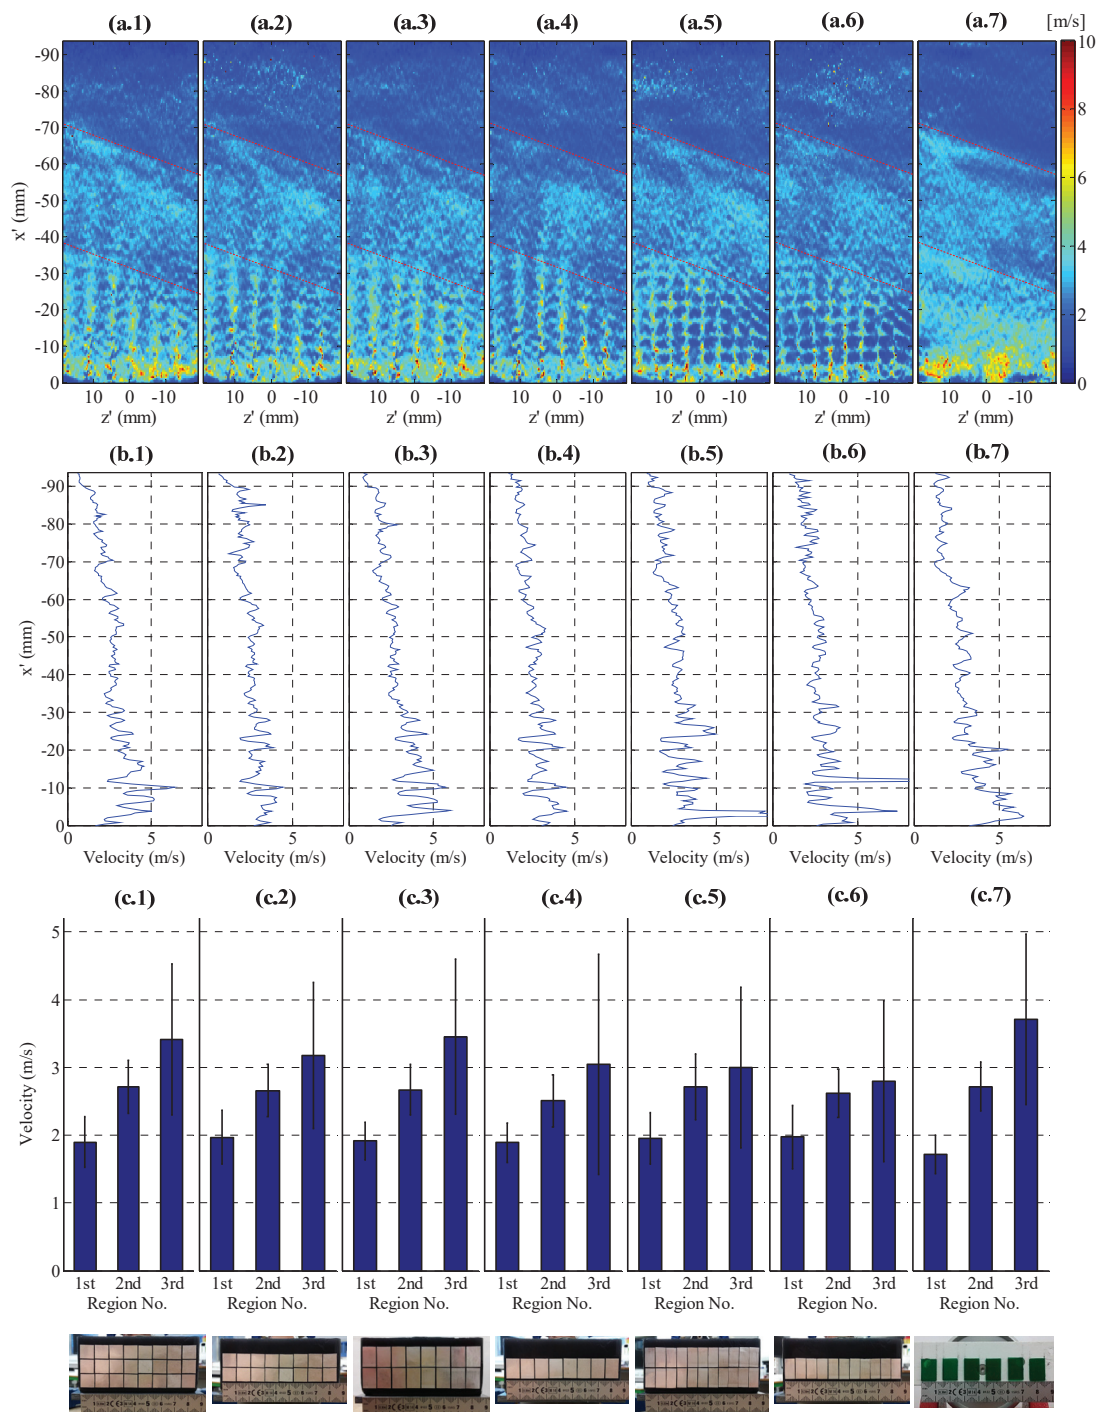 (a.1) (a.2) (a.3) (a.4) (a.5) (a.6) (a.7) [m/s]
-90 10
-80
-70 8
-60
x' (mm) -50 6
-40
-30 4
-20 2
-10
0 0
10 0 -10 10 0 -10 10 0 -10 10 0 -10 10 0 -10 10 0 -10 10 0 -10
z' (mm) z' (mm) z' (mm) z' (mm) z' (mm) z' (mm) z' (mm)
(b.1) (b.2) (b.3) (b.4) (b.5) (b.6) (b.7)
-90
-80
-70
-60
x' (mm) -50
-40
-30
-20
-10
0
0 5 0 5 0 5 0 5 0 5 0 5 5
Velocity (m/s) Velocity (m/s) Velocity (m/s) Velocity (m/s) Velocity (m/s) Velocity (m/s) Velocity (m/s)
(c.1) (c.2) (c.3) (c.4) (c.5) (c.6) (c.7)
5
4
3
Velocity (m/s)
2
1
0
1st 2nd 3rd 1st 2nd 3rd 1st 2nd 3rd 1st 2nd 3rd 1st 2nd 3rd 1st 2nd 3rd 1st 2nd 3rd
Region No. Region No. Region No. Region No. Region No. Region No. Region No.